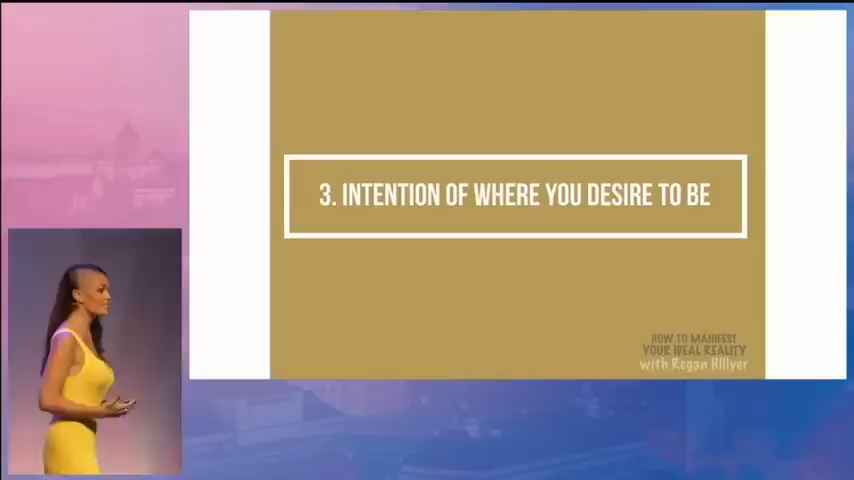 3. INTENTION OF WHERE YOU DESIRE TO BE
HOW TO MANIFEST
YOUR IDEAL REALITY
with Regan Hillyer